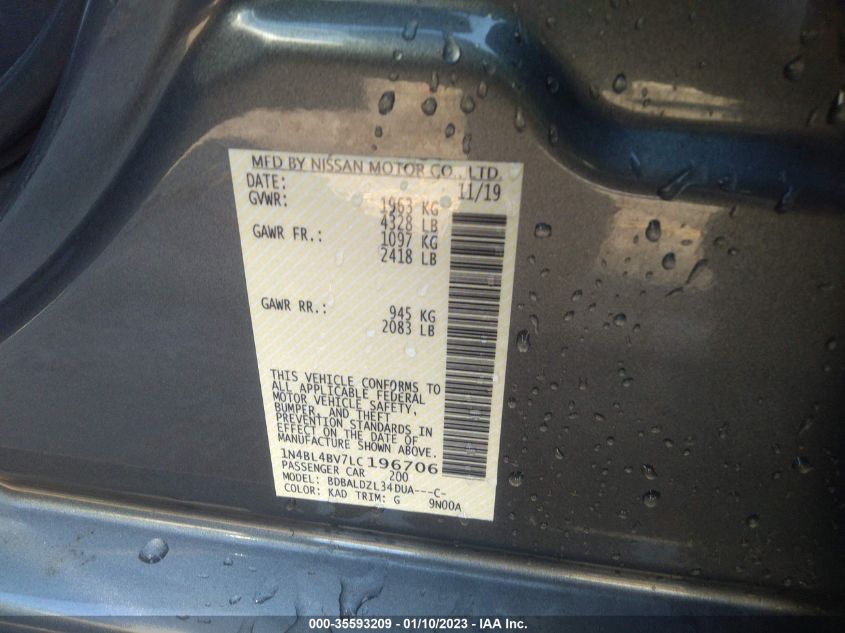 MFD BY NISSAN MOTOR CO., LTD.
DATE: 11/19
GVWR: 1963 KG
4328 LB
GAWR FR.: 1097 KG
2418 LB
GAWR RR.: 945 KG
2083 LB
THIS VEHICLE CONFORMS TO
ALL APPLICABLE FEDERAL
MOTOR VEHICLE SAFETY,
BUMPER, AND THEFT
PREVENTION STANDARDS IN
EFFECT ON THE DATE OF
MANUFACTURE SHOWN ABOVE.
1N4BL4BV7LC196706
PASSENGER CAR 200
MODEL: BDBALDZL34DUA---C-
COLOR: KAD TRIM: G 9N00A
000-35593209 - 01/10/2023 - IAA Inc.